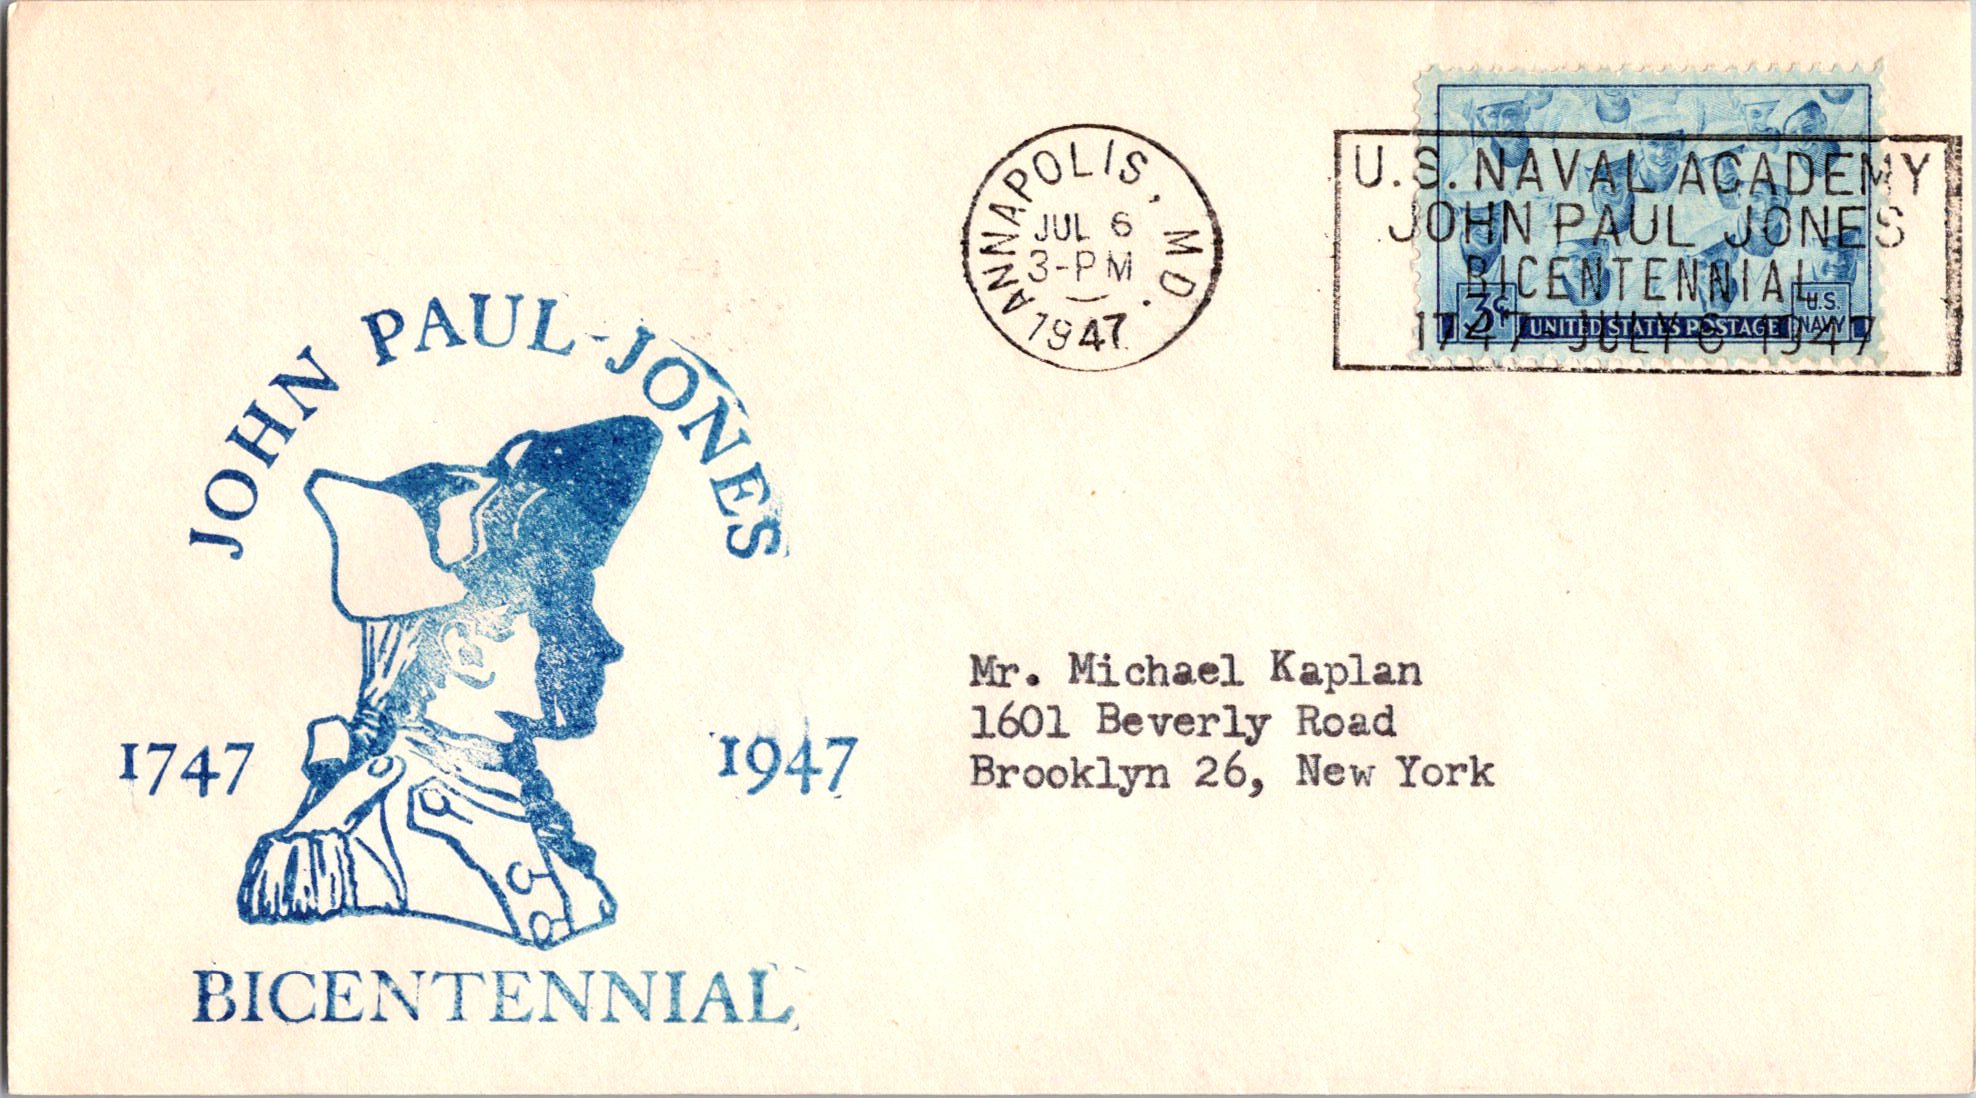 ANNAPOLIS, MD.
JUL 6
3-PM
1947
U.S. NAVAL ACADEMY
JOHN PAUL JONES
BICENTENNIAL
1747-JULY 6-1947
3¢
UNITED STATES POSTAGE
U.S.
NAVY
JOHN PAUL-JONES
1747 1947
BICENTENNIAL
Mr. Michael Kaplan
1601 Beverly Road
Brooklyn 26, New York